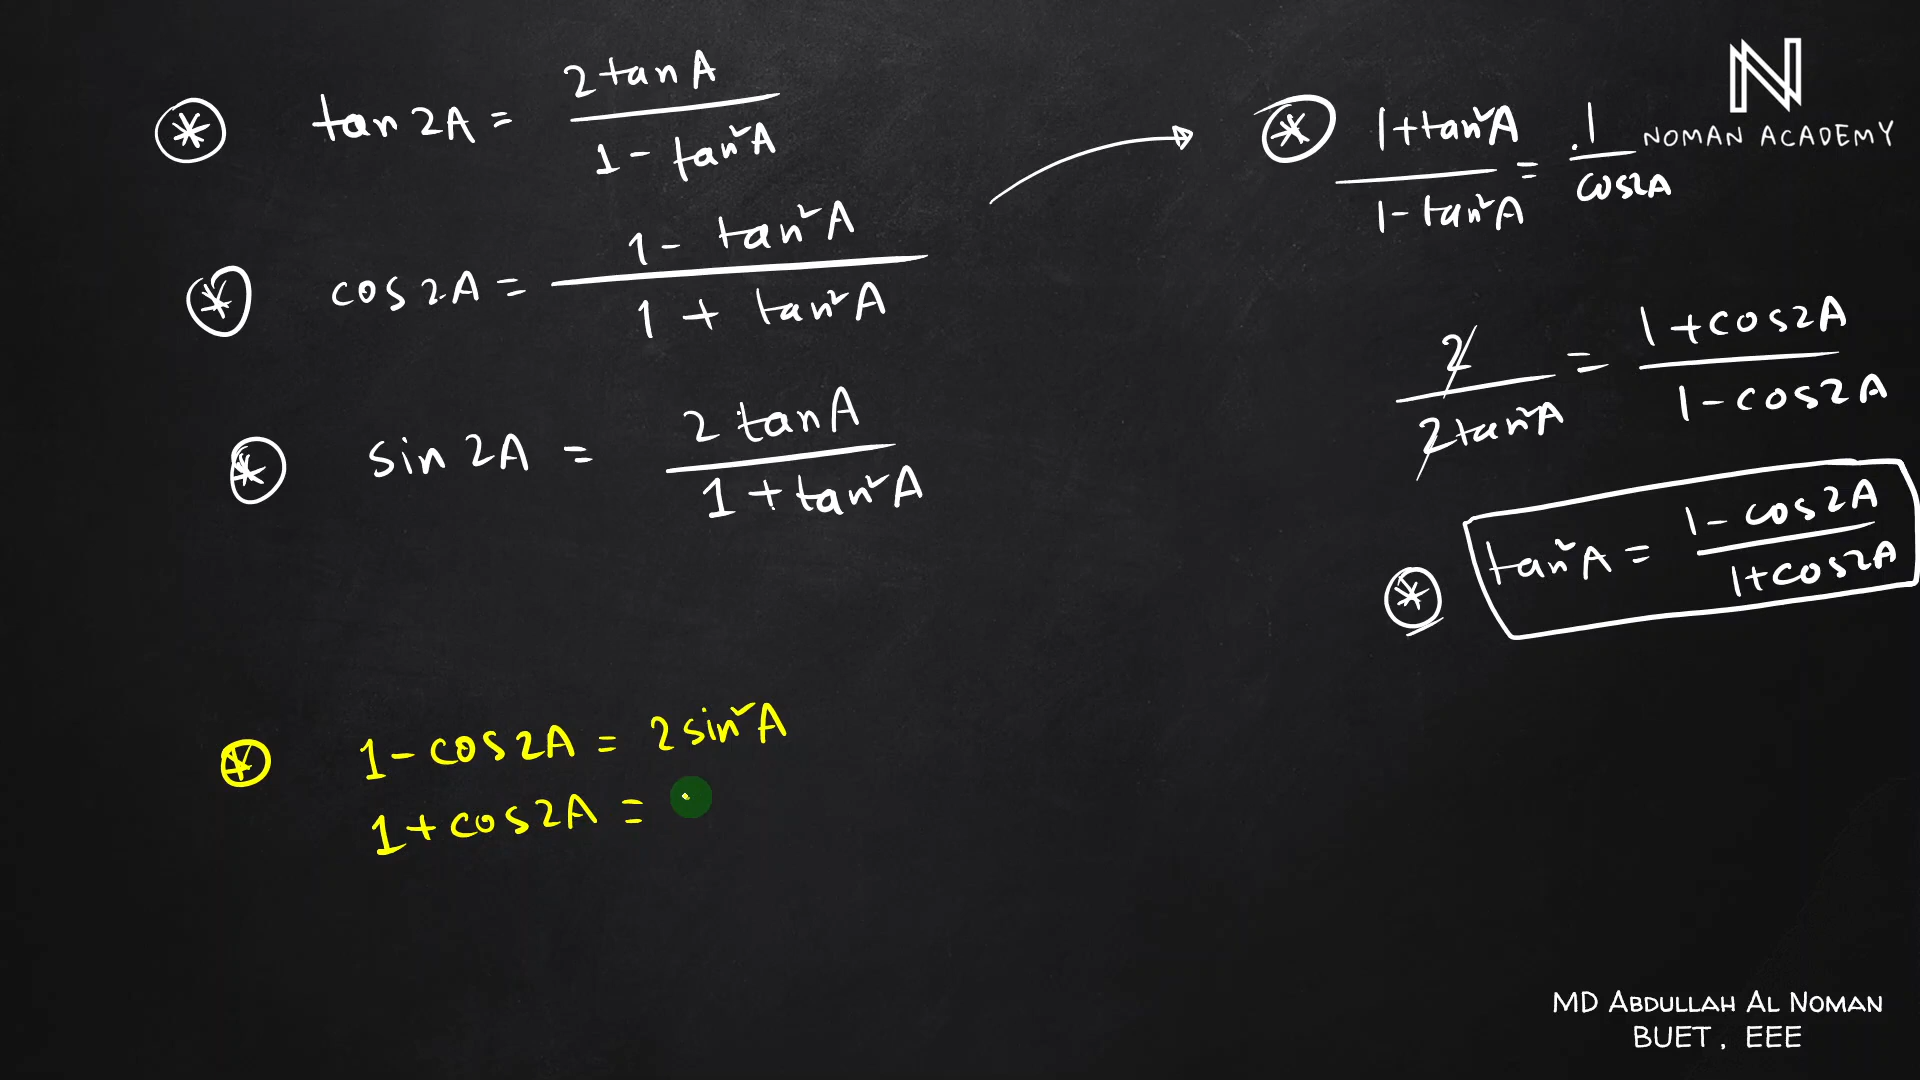 ⊛ tan 2A = 2 tan A / 1 - tan²A
⊛ cos 2A = 1 - tan²A / 1 + tan²A
⊛ sin 2A = 2 tan A / 1 + tan²A
⊛ 1 - cos 2A = 2 sin²A
1 + cos 2A =
⊛ 1 + tan²A / 1 - tan²A = 1 / cos2A
2 / 2tan²A = 1 + cos2A / 1 - cos2A
⊛ tan²A = 1 - cos2A / 1 + cos2A
N
NOMAN ACADEMY
MD ABDULLAH AL NOMAN
BUET, EEE